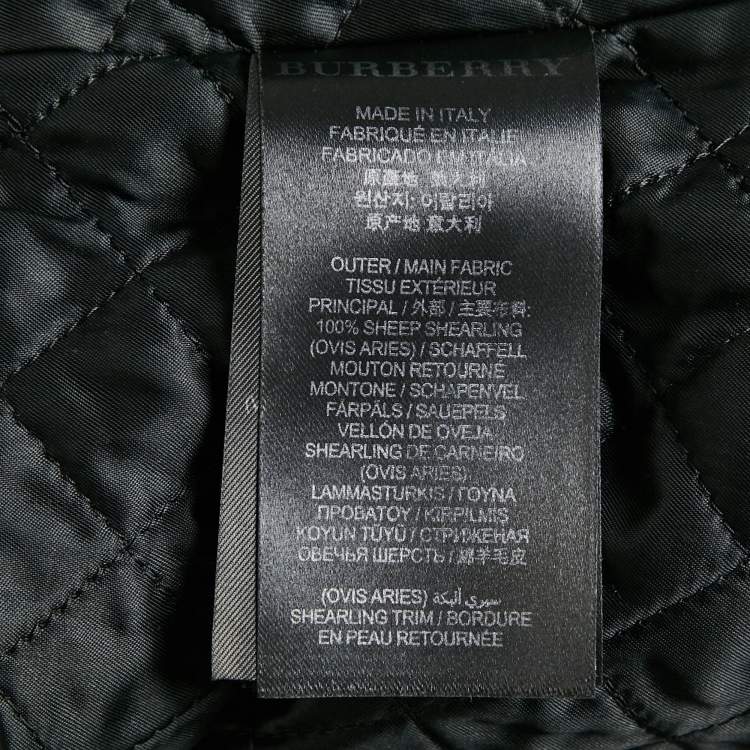 BURBERRY
MADE IN ITALY
FABRIQUÉ EN ITALIE
FABRICADO EM ITALIA
原產地 意大利
원산지: 이탈리아
原产地 意大利
OUTER / MAIN FABRIC
TISSU EXTÉRIEUR
PRINCIPAL / 外部 / 主要布料:
100% SHEEP SHEARLING
(OVIS ARIES) / SCHAFFELL
MOUTON RETOURNÉ
MONTONE / SCHAPENVEL
FÅRPÄLS / SAUEPELS
VELLÓN DE OVEJA
SHEARLING DE CARNEIRO
(OVIS ARIES)
LAMMASTURKIS / ΓΟΥΝΑ
ΠΡΟΒΑΤΟΥ / KIRPILMIŞ
KOYUN TÜYÜ / СТРИЖЕНАЯ
ОВЕЧЬЯ ШЕРСТЬ / 綿羊毛皮
(OVIS ARIES)
SHEARLING TRIM / BORDURE
EN PEAU RETOURNÉE